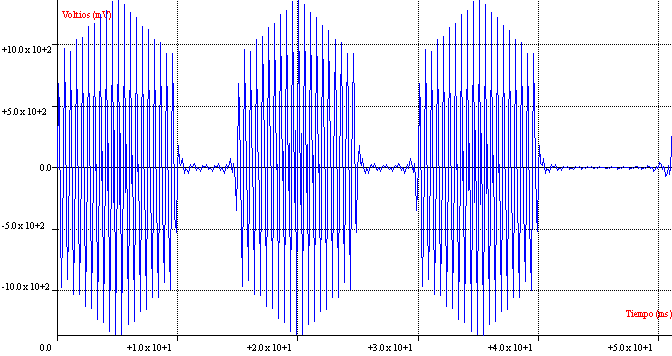 Voltios (mV)
+10.0 x 10+2
+5.0 x 10+2
0.0
-5.0 x 10+2
-10.0 x 10+2
Tiempo (ms)
0.0 +1.0 x 10+1 +2.0 x 10+1 +3.0 x 10+1 +4.0 x 10+1 +5.0 x 10+1